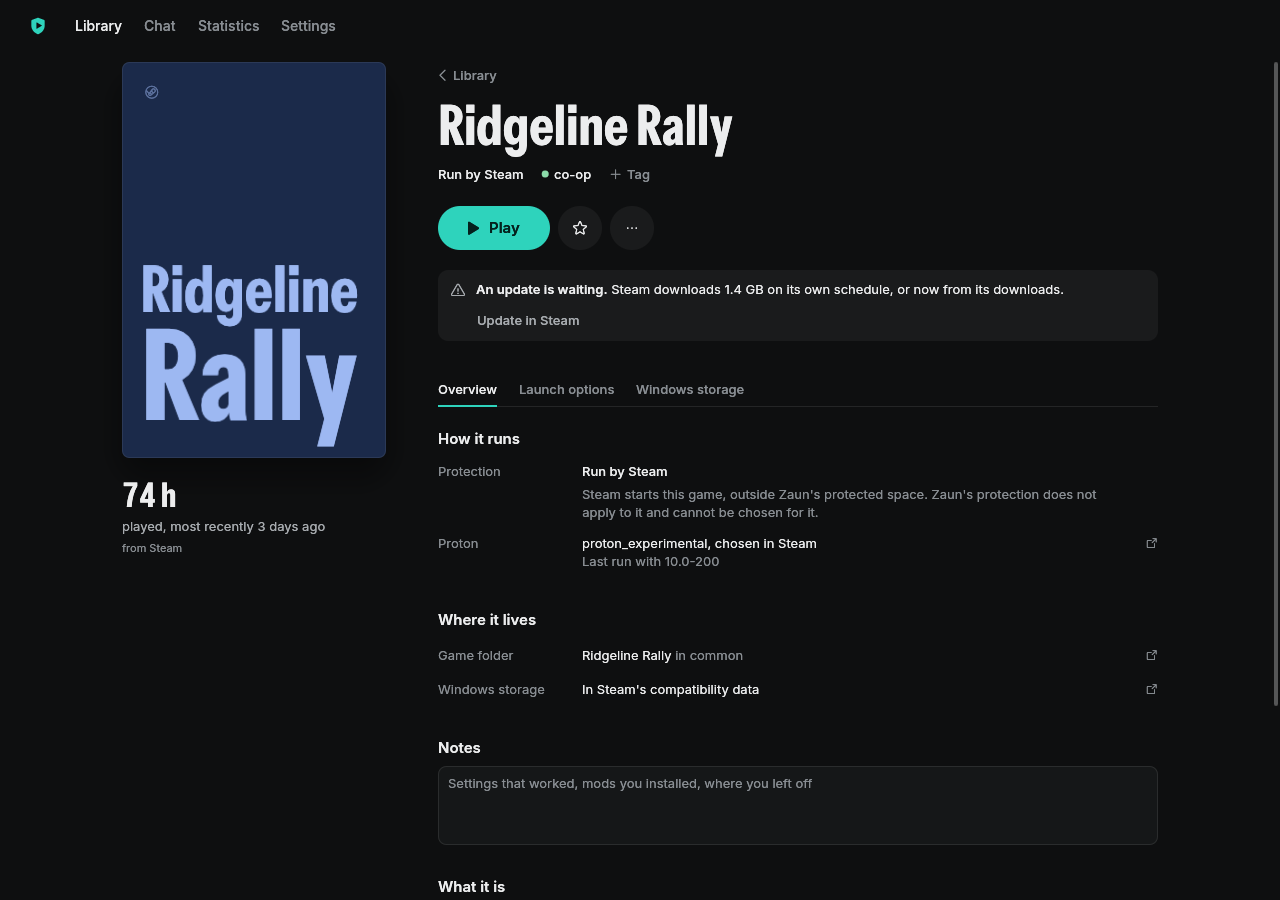 Library Chat Statistics Settings
Ridgeline
Rally
74 h
played, most recently 3 days ago
from Steam
Library
Ridgeline Rally
Run by Steam co-op Tag
Play
An update is waiting. Steam downloads 1.4 GB on its own schedule, or now from its downloads.
Update in Steam
Overview Launch options Windows storage
How it runs
Protection Run by Steam
Steam starts this game, outside Zaun's protected space. Zaun's protection does not
apply to it and cannot be chosen for it.
Proton proton_experimental, chosen in Steam
Last run with 10.0-200
Where it lives
Game folder Ridgeline Rally in common
Windows storage In Steam's compatibility data
Notes
Settings that worked, mods you installed, where you left off
What it is